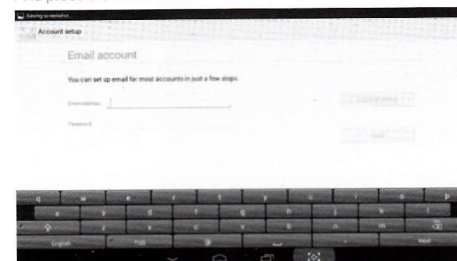 Saving screenshot...
Account setup
Email account
You can set up email for most accounts in just a few steps.
Email address
Password
Manual setup
Next
q w e r t y u i o p
a s d f g h j k l
z x c v b n m
English ?123 @ . Next